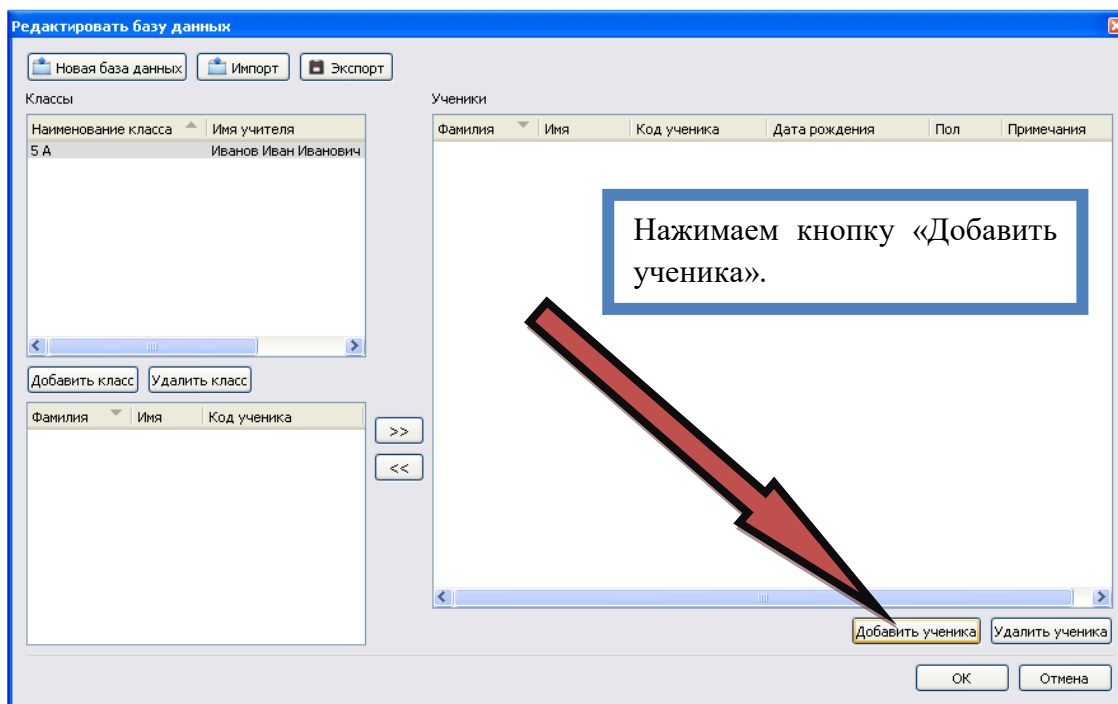 Редактировать базу данных
Новая база данных Импорт Экспорт
Классы
Наименование класса Имя учителя
5 А Иванов Иван Иванович
Добавить класс Удалить класс
Фамилия Имя Код ученика
>>
<<
Ученики
Фамилия Имя Код ученика Дата рождения Пол Примечания
Нажимаем кнопку «Добавить
ученика».
Добавить ученика Удалить ученика
ОК Отмена